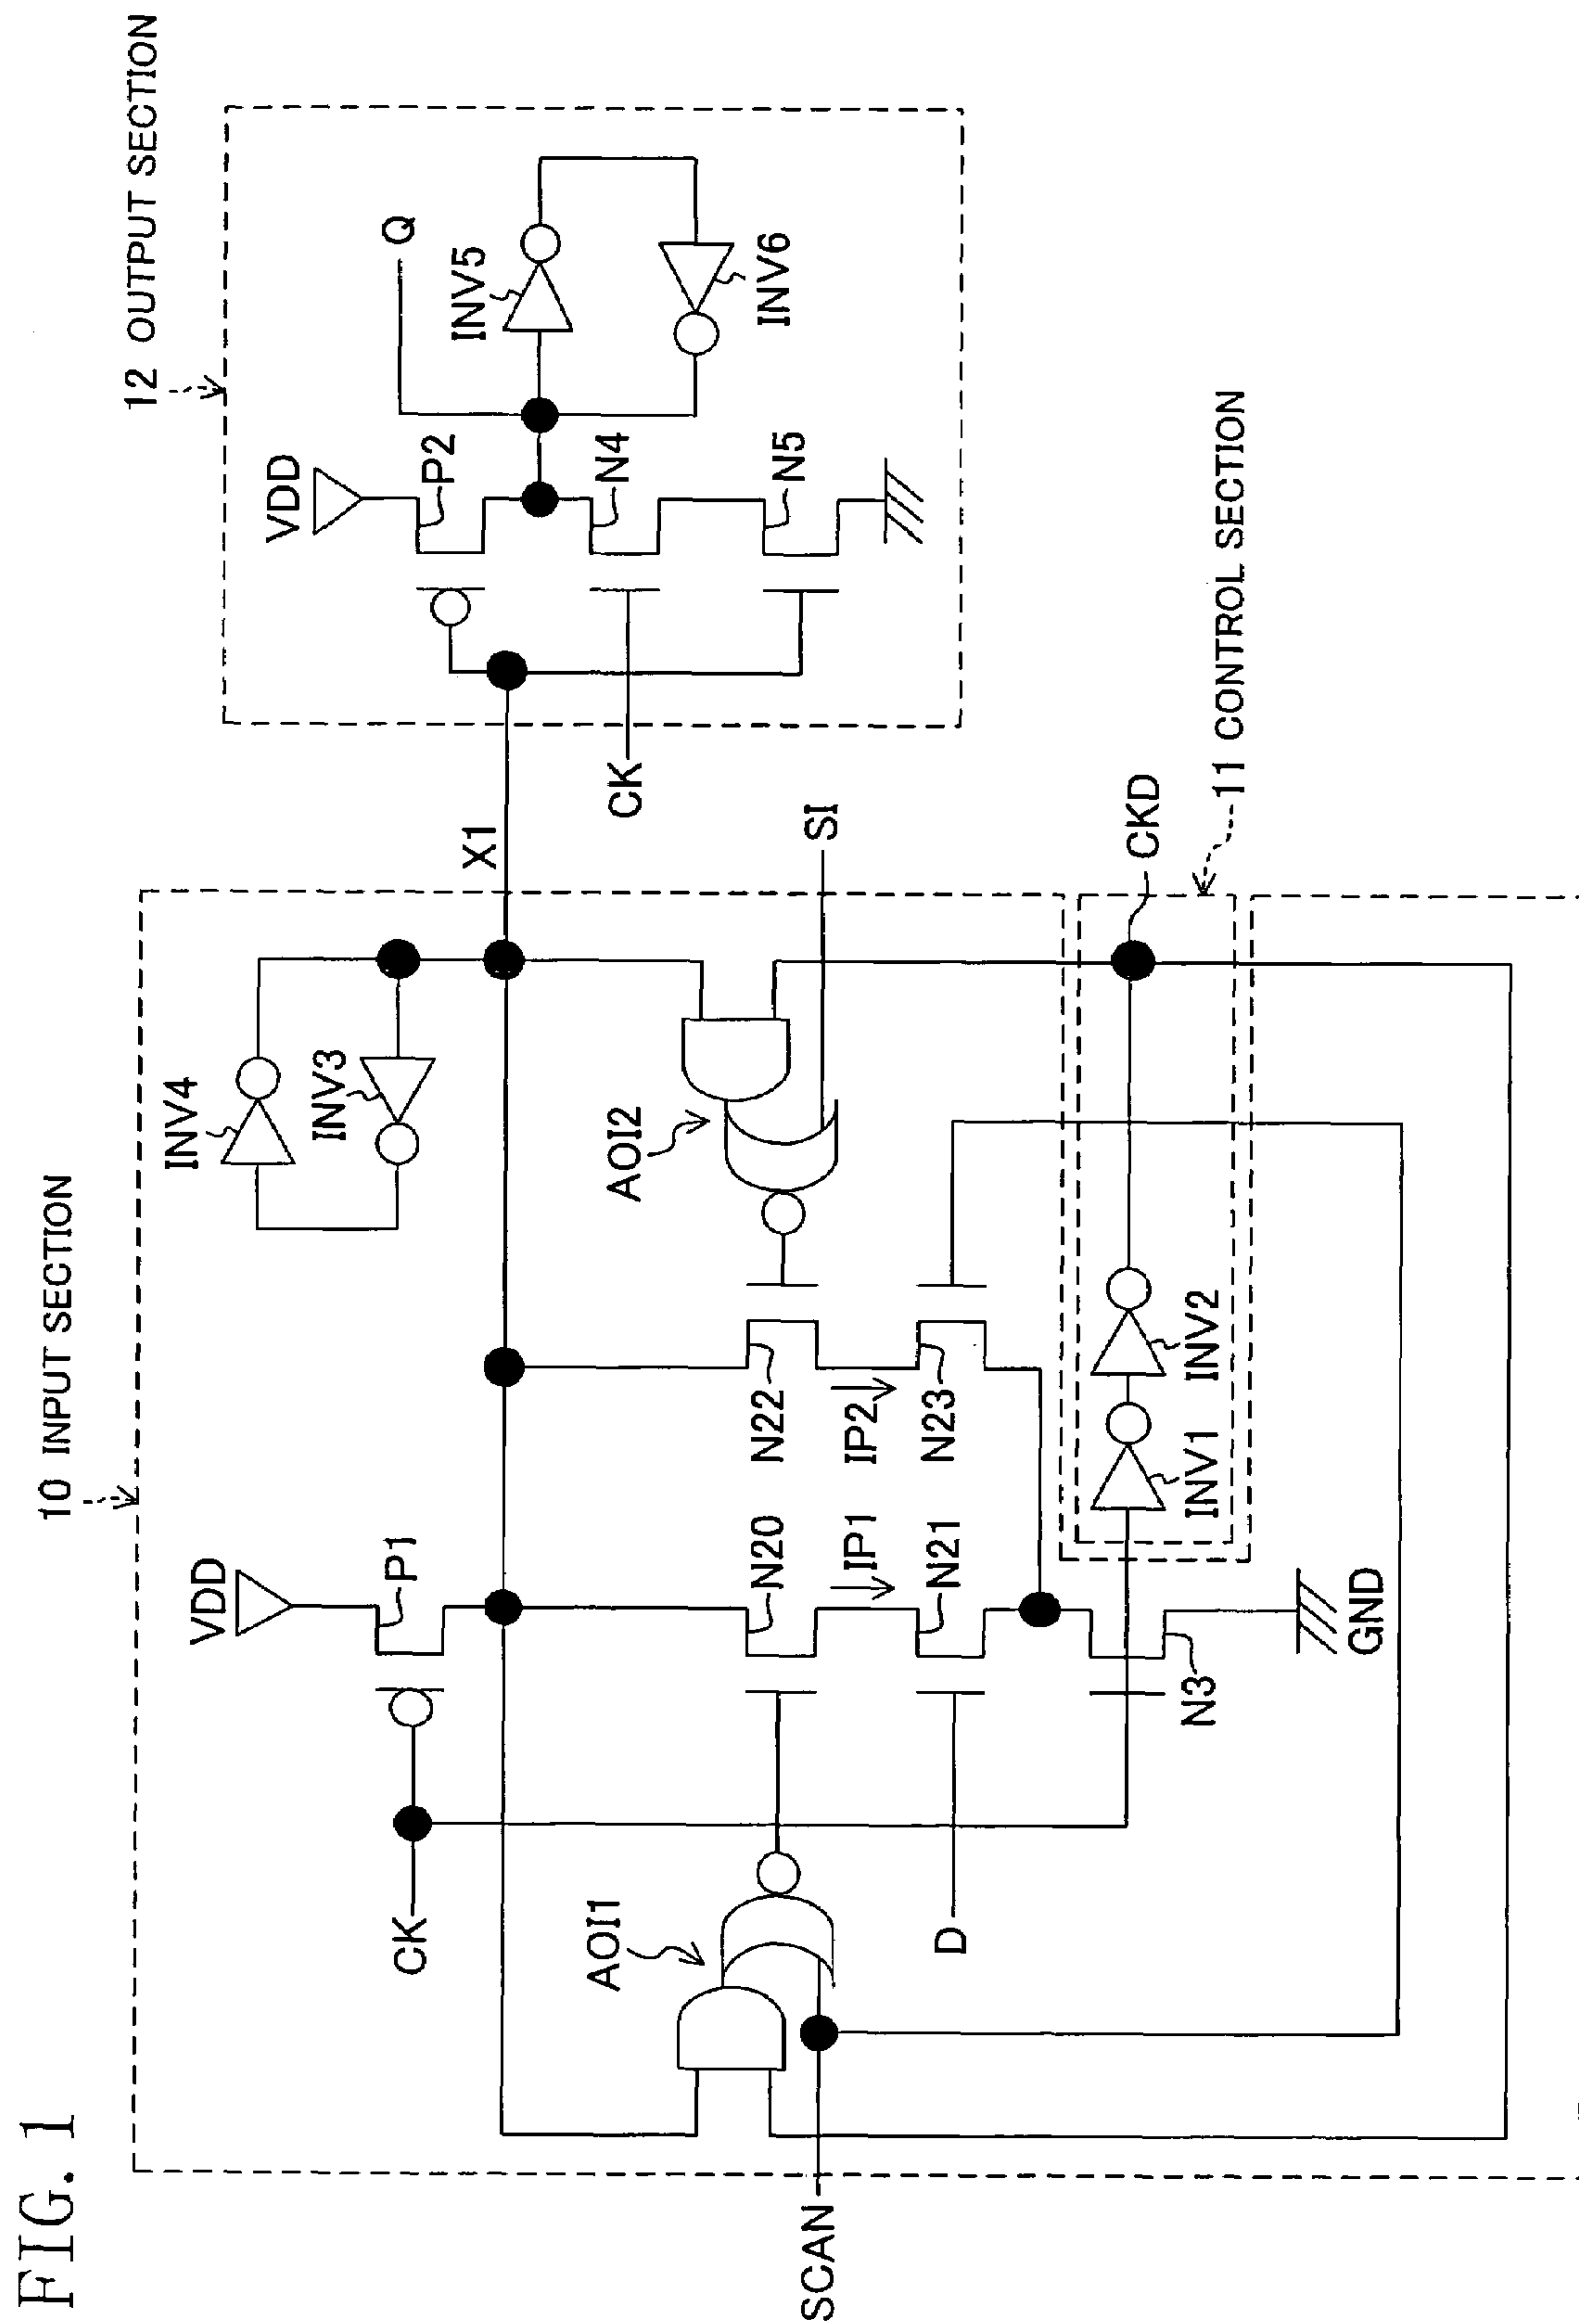 FIG. 1
10 INPUT SECTION
12 OUTPUT SECTION
VDD
P1
CK
INV4
INV3
X1
VDD
P2
Q
INV5
N4
INV6
N5
CK
AOI1
N20
N22
AOI2
SI
IP1
IP2
D
N21
N23
SCAN
N3
INV1
INV2
CKD
11 CONTROL SECTION
GND